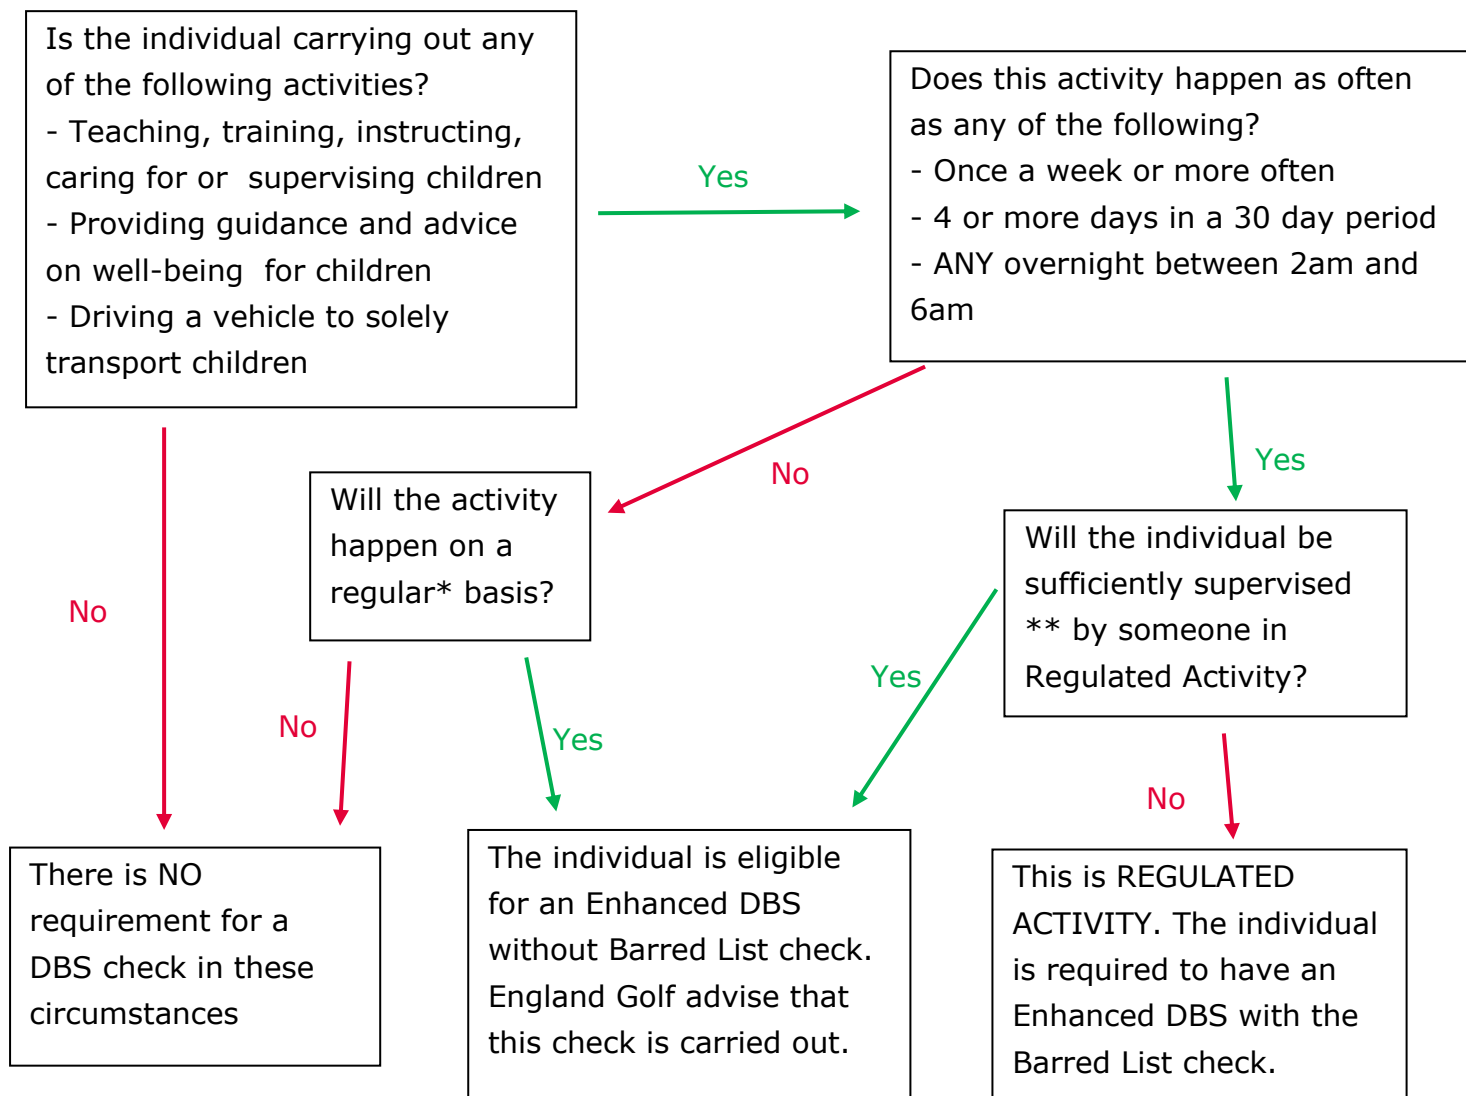 Is the individual carrying out any
of the following activities?
- Teaching, training, instructing,
caring for or  supervising children
- Providing guidance and advice
on well-being  for children
- Driving a vehicle to solely
transport children
Yes
Does this activity happen as often
as any of the following?
- Once a week or more often
- 4 or more days in a 30 day period
- ANY overnight between 2am and
6am
No
No
Yes
Will the activity
happen on a
regular* basis?
Will the individual be
sufficiently supervised
** by someone in
Regulated Activity?
No
Yes
Yes
No
There is NO
requirement for a
DBS check in these
circumstances
The individual is eligible
for an Enhanced DBS
without Barred List check.
England Golf advise that
this check is carried out.
This is REGULATED
ACTIVITY. The individual
is required to have an
Enhanced DBS with the
Barred List check.